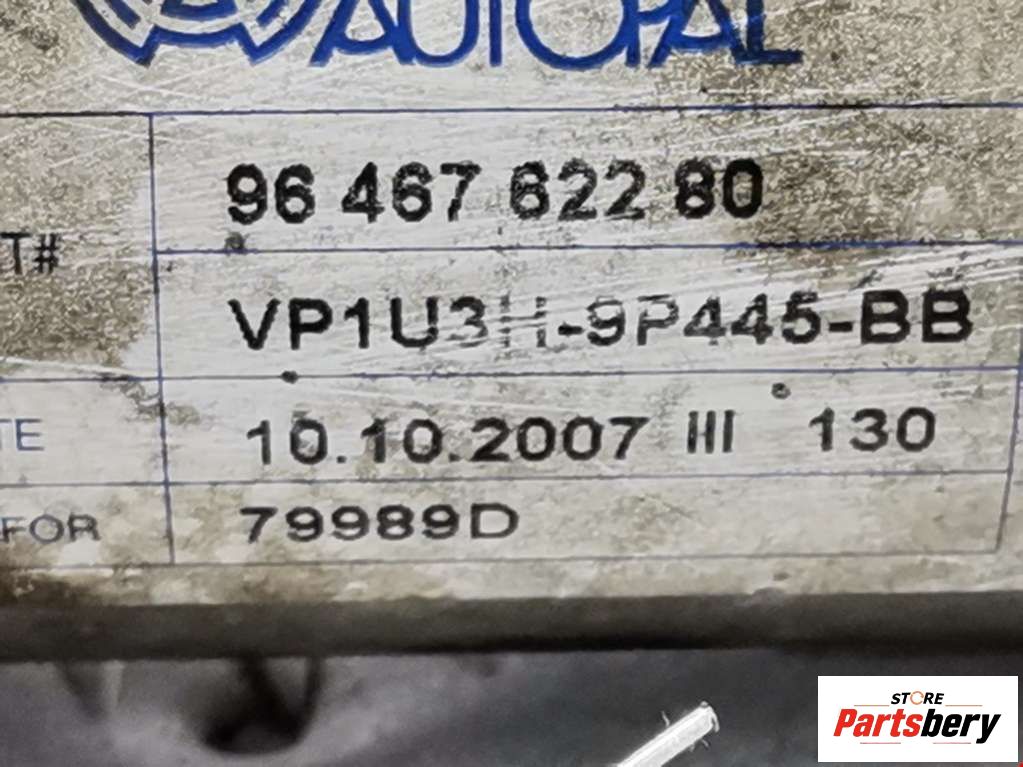 AUTOPAL
96 467 622 80
T#
VP1U3H-9P445-BB
TE 10.10.2007 III 130
FOR 79989D
STORE
Partsbery